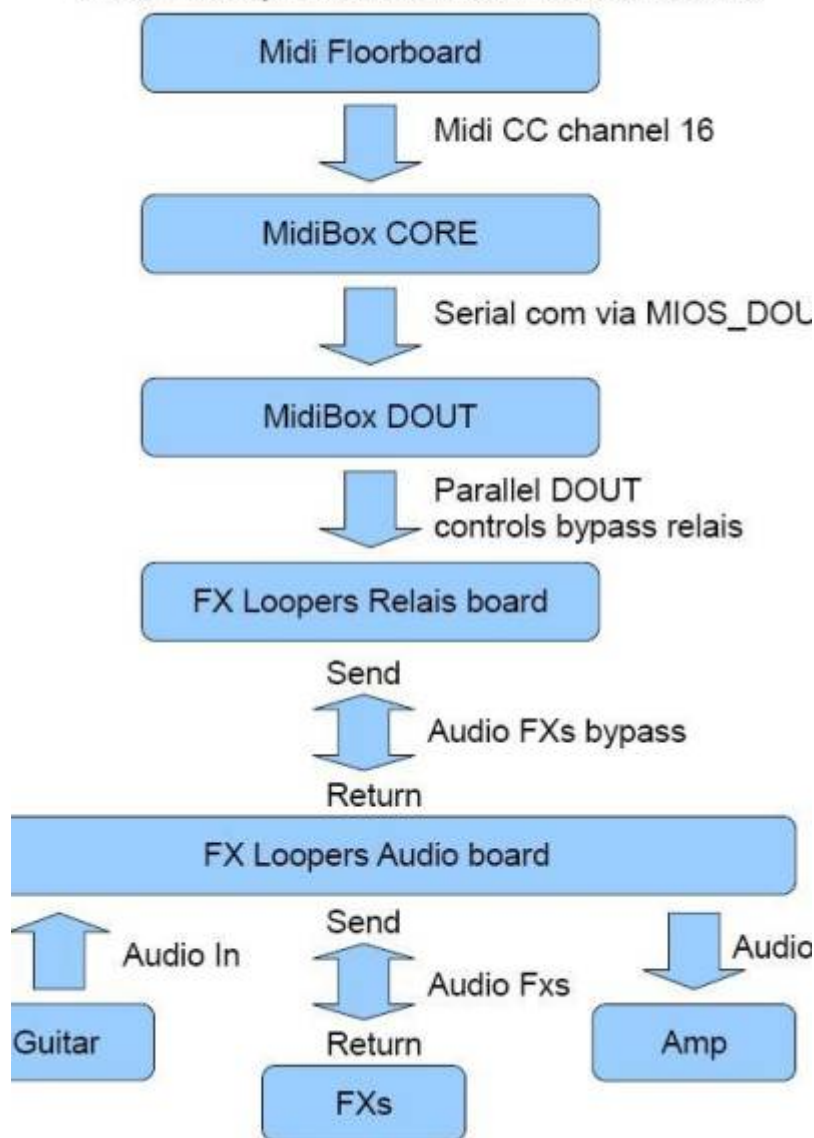 Midi Floorboard
Midi CC channel 16
MidiBox CORE
Serial com via MIOS_DOU
MidiBox DOUT
Parallel DOUT
controls bypass relais
FX Loopers Relais board
Send
Audio FXs bypass
Return
FX Loopers Audio board
Audio In
Send
Audio Fxs
Return
Audio
Guitar
Amp
FXs